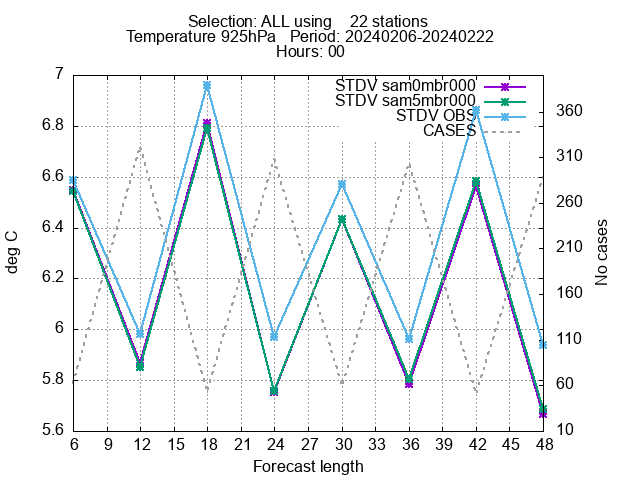 Selection: ALL using    22 stations
Temperature 925hPa   Period: 20240206-20240222
Hours: 00
STDV sam0mbr000
STDV sam5mbr000
STDV OBS
CASES
7
6.8
6.6
6.4
6.2
6
5.8
5.6
deg C
360
310
260
210
160
110
60
10
No cases
6 9 12 15 18 21 24 27 30 33 36 39 42 45 48
Forecast length